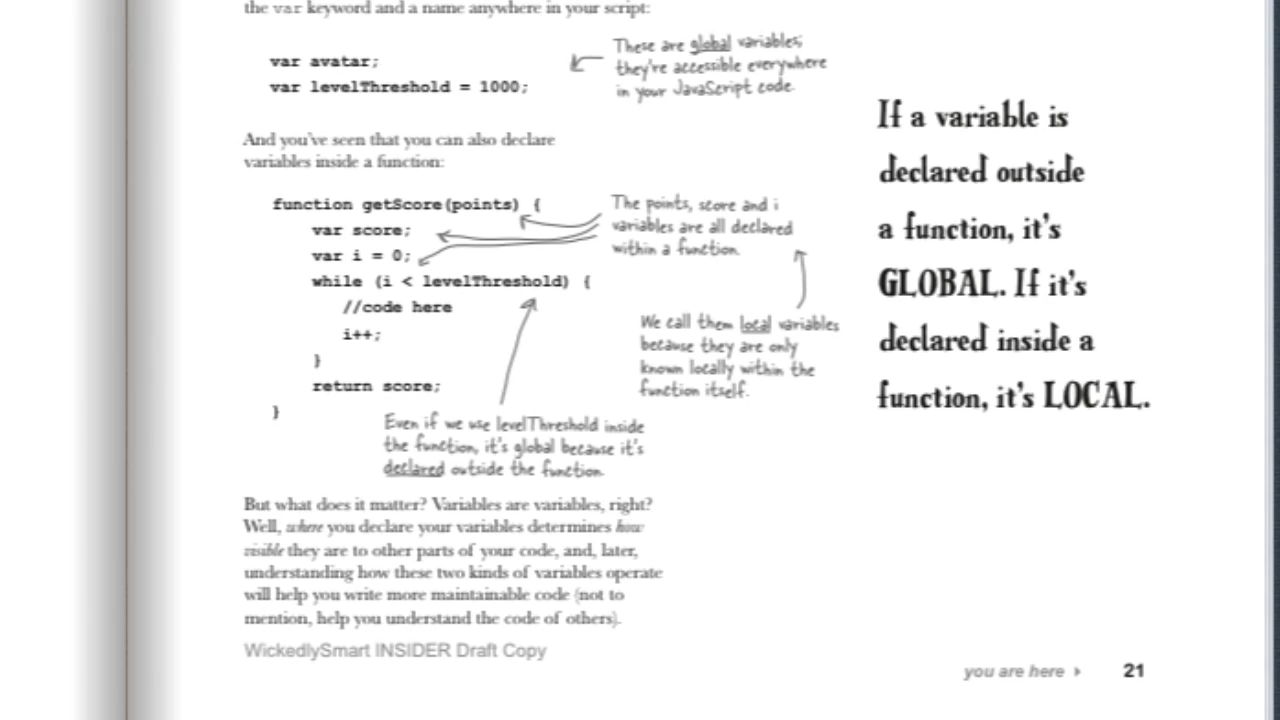 the var keyword and a name anywhere in your script:
var avatar;
var levelThreshold = 1000;
These are global variables;
they're accessible everywhere
in your JavaScript code.
And you've seen that you can also declare
variables inside a function:
function getScore(points) {
var score;
var i = 0;
while (i < levelThreshold) {
//code here
i++;
}
return score;
}
The points, score and i
variables are all declared
within a function.
We call them local variables
because they are only
known locally within the
function itself.
Even if we use levelThreshold inside
the function, it's global because it's
declared outside the function.
If a variable is
declared outside
a function, it's
GLOBAL. If it's
declared inside a
function, it's LOCAL.
But what does it matter? Variables are variables, right?
Well, where you declare your variables determines how
visible they are to other parts of your code, and, later,
understanding how these two kinds of variables operate
will help you write more maintainable code (not to
mention, help you understand the code of others).
WickedlySmart INSIDER Draft Copy
you are here ▸ 21